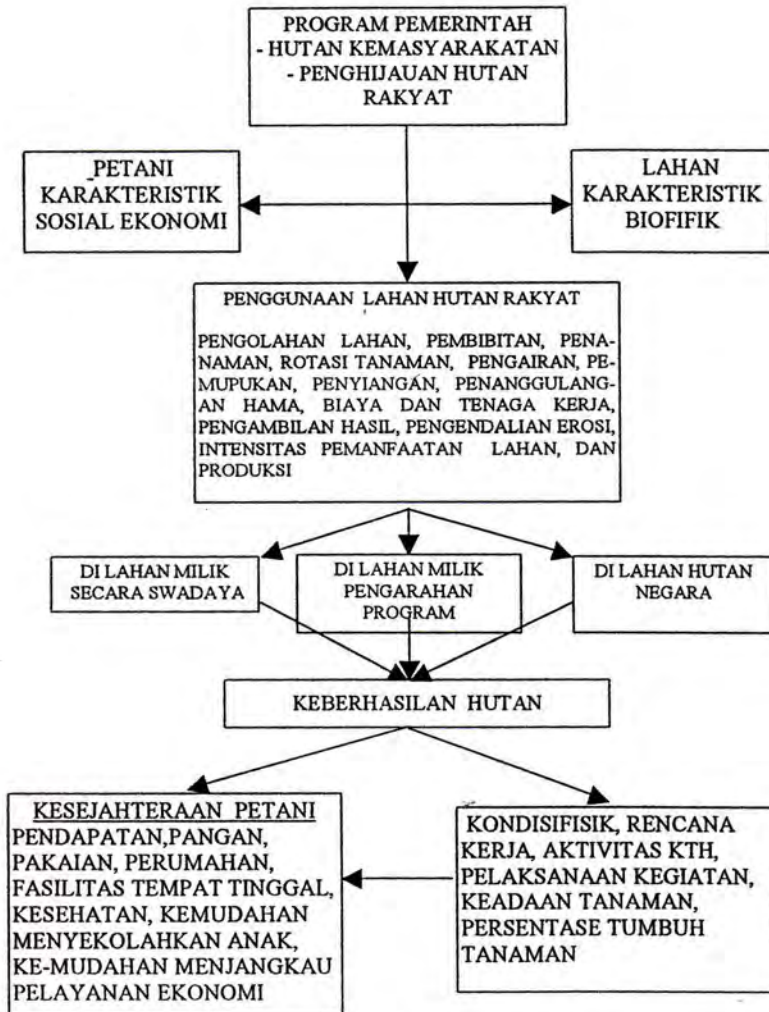 PROGRAM PEMERINTAH
- HUTAN KEMASYARAKATAN
- PENGHIJAUAN HUTAN
RAKYAT
PETANI
KARAKTERISTIK
SOSIAL EKONOMI
LAHAN
KARAKTERISTIK
BIOFIFIK
PENGGUNAAN LAHAN HUTAN RAKYAT
PENGOLAHAN LAHAN, PEMBIBITAN, PENA-
NAMAN, ROTASI TANAMAN, PENGAIRAN, PE-
MUPUKAN, PENYIANGAN, PENANGGULANG-
AN HAMA, BIAYA DAN TENAGA KERJA,
PENGAMBILAN HASIL, PENGENDALIAN EROSI,
INTENSITAS PEMANFAATAN LAHAN, DAN
PRODUKSI
DI LAHAN MILIK
SECARA SWADAYA
DI LAHAN MILIK
PENGARAHAN
PROGRAM
DI LAHAN HUTAN
NEGARA
KEBERHASILAN HUTAN
KESEJAHTERAAN PETANI
PENDAPATAN,PANGAN,
PAKAIAN, PERUMAHAN,
FASILITAS TEMPAT TINGGAL,
KESEHATAN, KEMUDAHAN
MENYEKOLAHKAN ANAK,
KE-MUDAHAN MENJANGKAU
PELAYANAN EKONOMI
KONDISIFISIK, RENCANA
KERJA, AKTIVITAS KTH,
PELAKSANAAN KEGIATAN,
KEADAAN TANAMAN,
PERSENTASE TUMBUH
TANAMAN